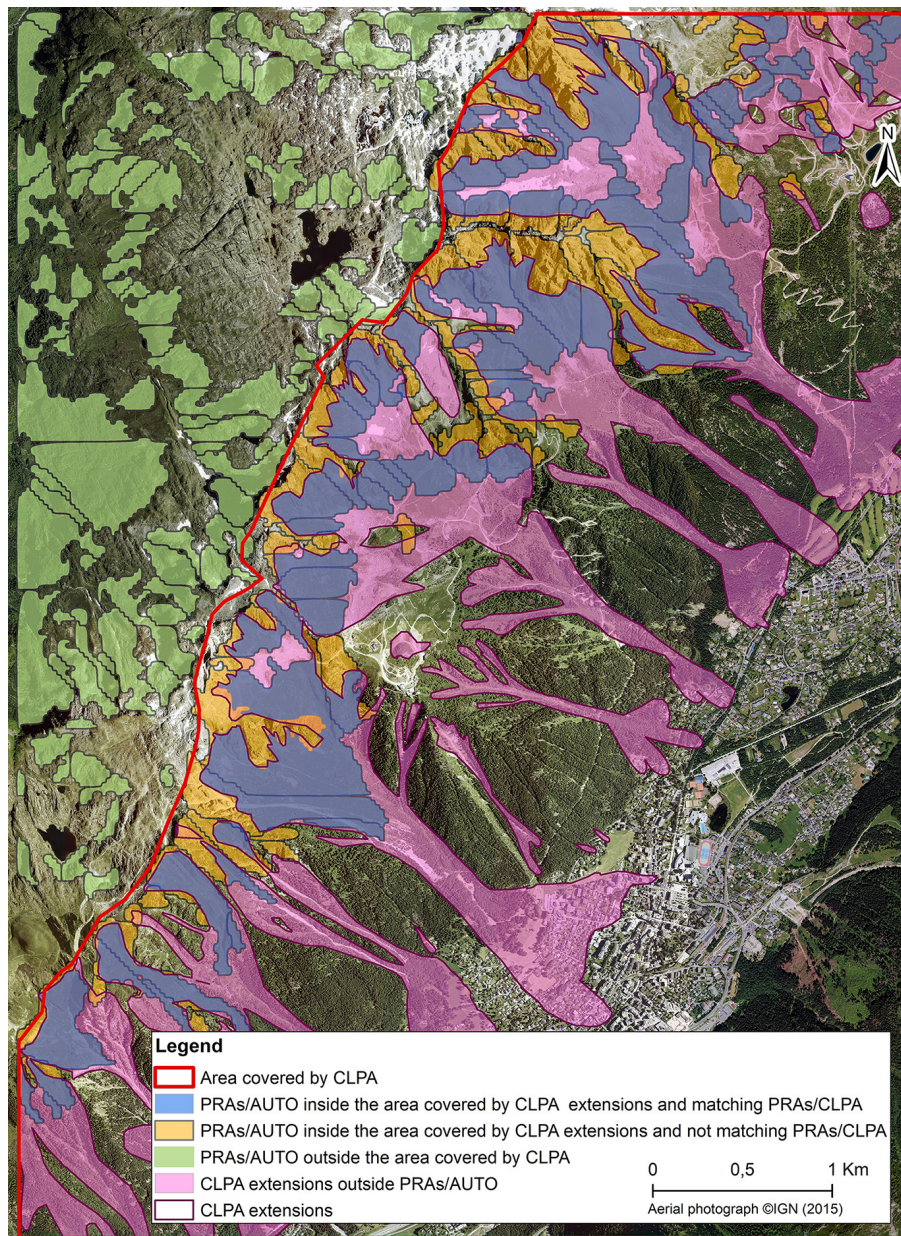 N
Legend
Area covered by CLPA
PRAs/AUTO inside the area covered by CLPA extensions and matching PRAs/CLPA
PRAs/AUTO inside the area covered by CLPA extensions and not matching PRAs/CLPA
PRAs/AUTO outside the area covered by CLPA
CLPA extensions outside PRAs/AUTO
CLPA extensions
0 0,5 1 Km
Aerial photograph ©IGN (2015)